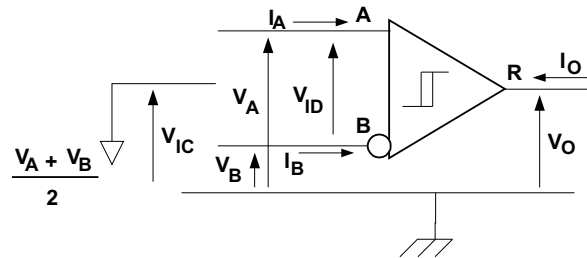 I_A
A
V_A
V_ID
B
V_IC
V_B
I_B
R
I_O
V_O
V_A + V_B
2